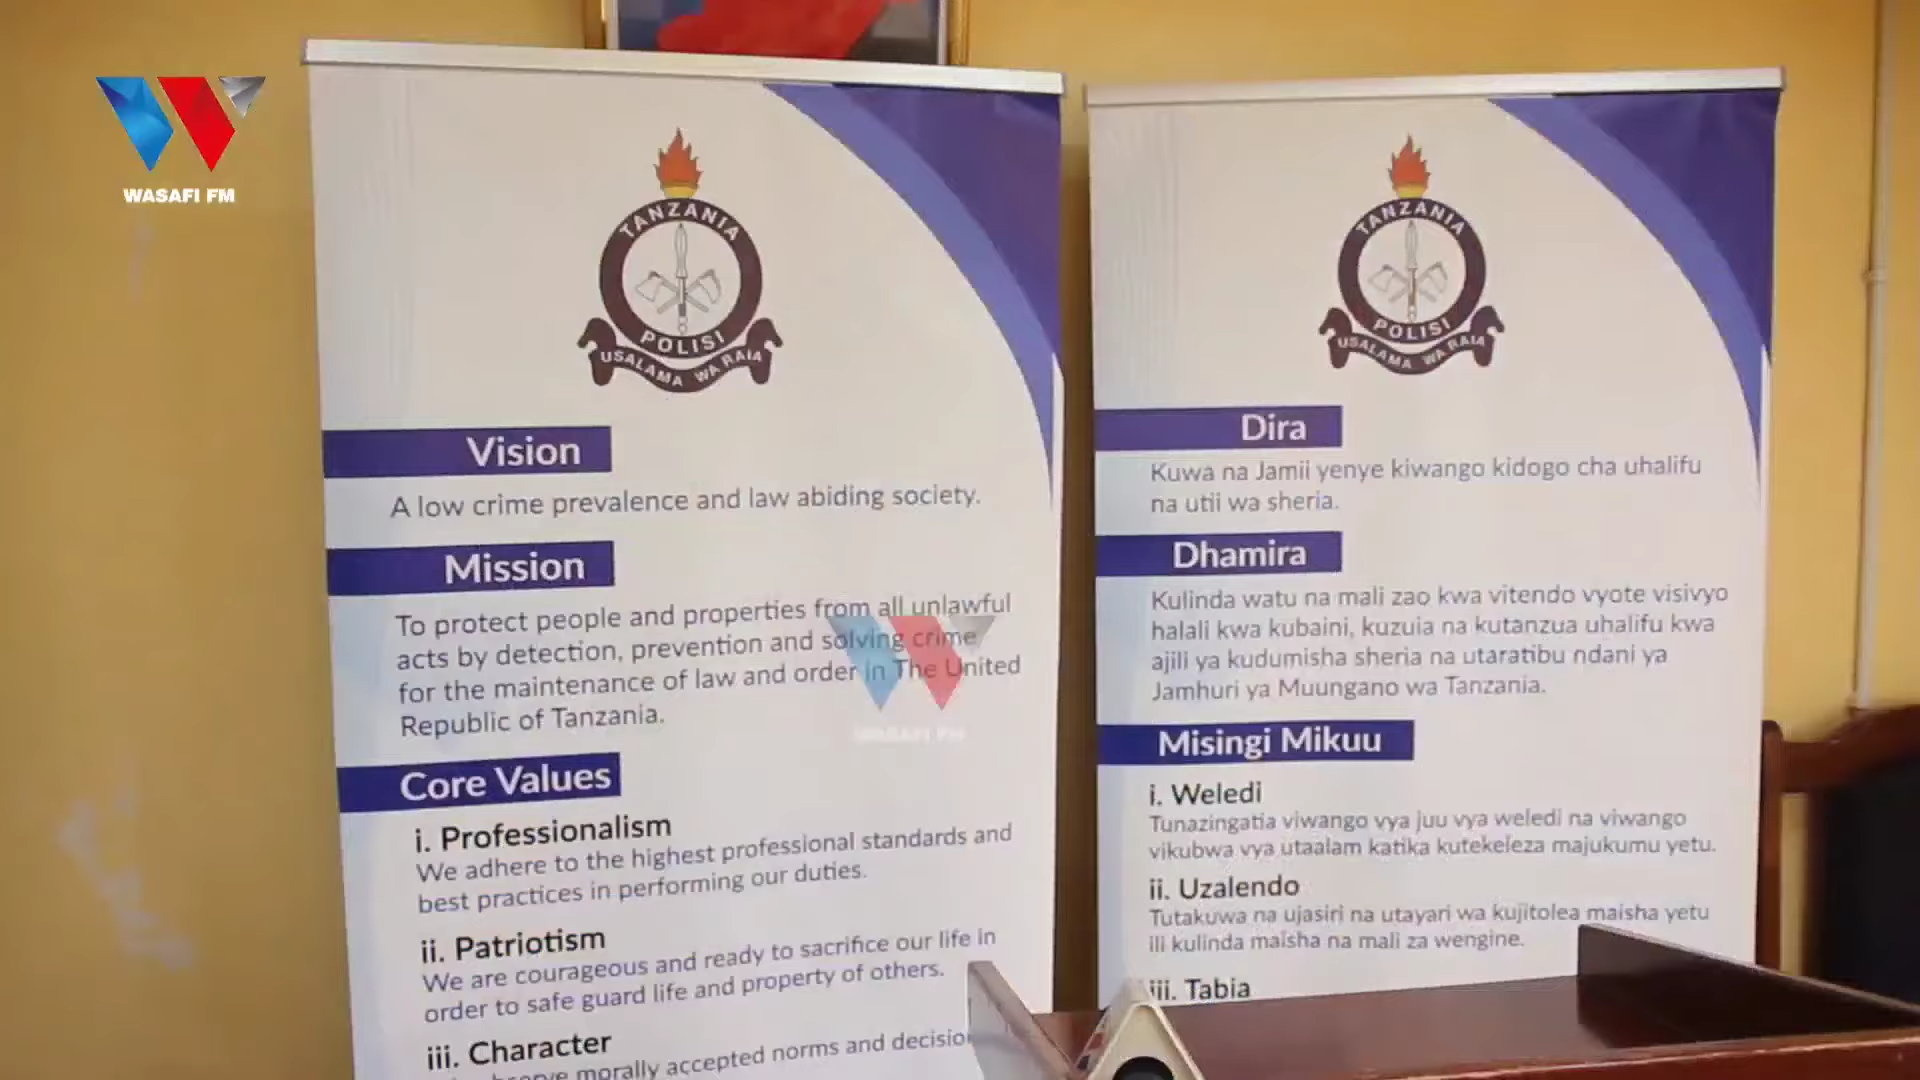 WASAFI FM
TANZANIA
POLISI
USALAMA WA RAIA
Vision
A low crime prevalence and law abiding society.
Mission
To protect people and properties from all unlawful
acts by detection, prevention and solving crime
for the maintenance of law and order in The United
Republic of Tanzania.
Core Values
i. Professionalism
We adhere to the highest professional standards and
best practices in performing our duties.
ii. Patriotism
We are courageous and ready to sacrifice our life in
order to safe guard life and property of others.
iii. Character
morally accepted norms and
WASAFI FM
TANZANIA
POLISI
USALAMA WA RAIA
Dira
Kuwa na Jamii yenye kiwango kidogo cha uhalifu
na utii wa sheria.
Dhamira
Kulinda watu na mali zao kwa vitendo vyote visivyo
halali kwa kubaini, kuzuia na kutanzua uhalifu kwa
ajili ya kudumisha sheria na utaratibu ndani ya
Jamhuri ya Muungano wa Tanzania.
Misingi Mikuu
i. Weledi
Tunazingatia viwango vya juu vya weledi na viwango
vikubwa vya utaalam katika kutekeleza majukumu yetu.
ii. Uzalendo
Tutakuwa na ujasiri na utayari wa kujitolea maisha yetu
ili kulinda maisha na mali za wengine.
iii. Tabia